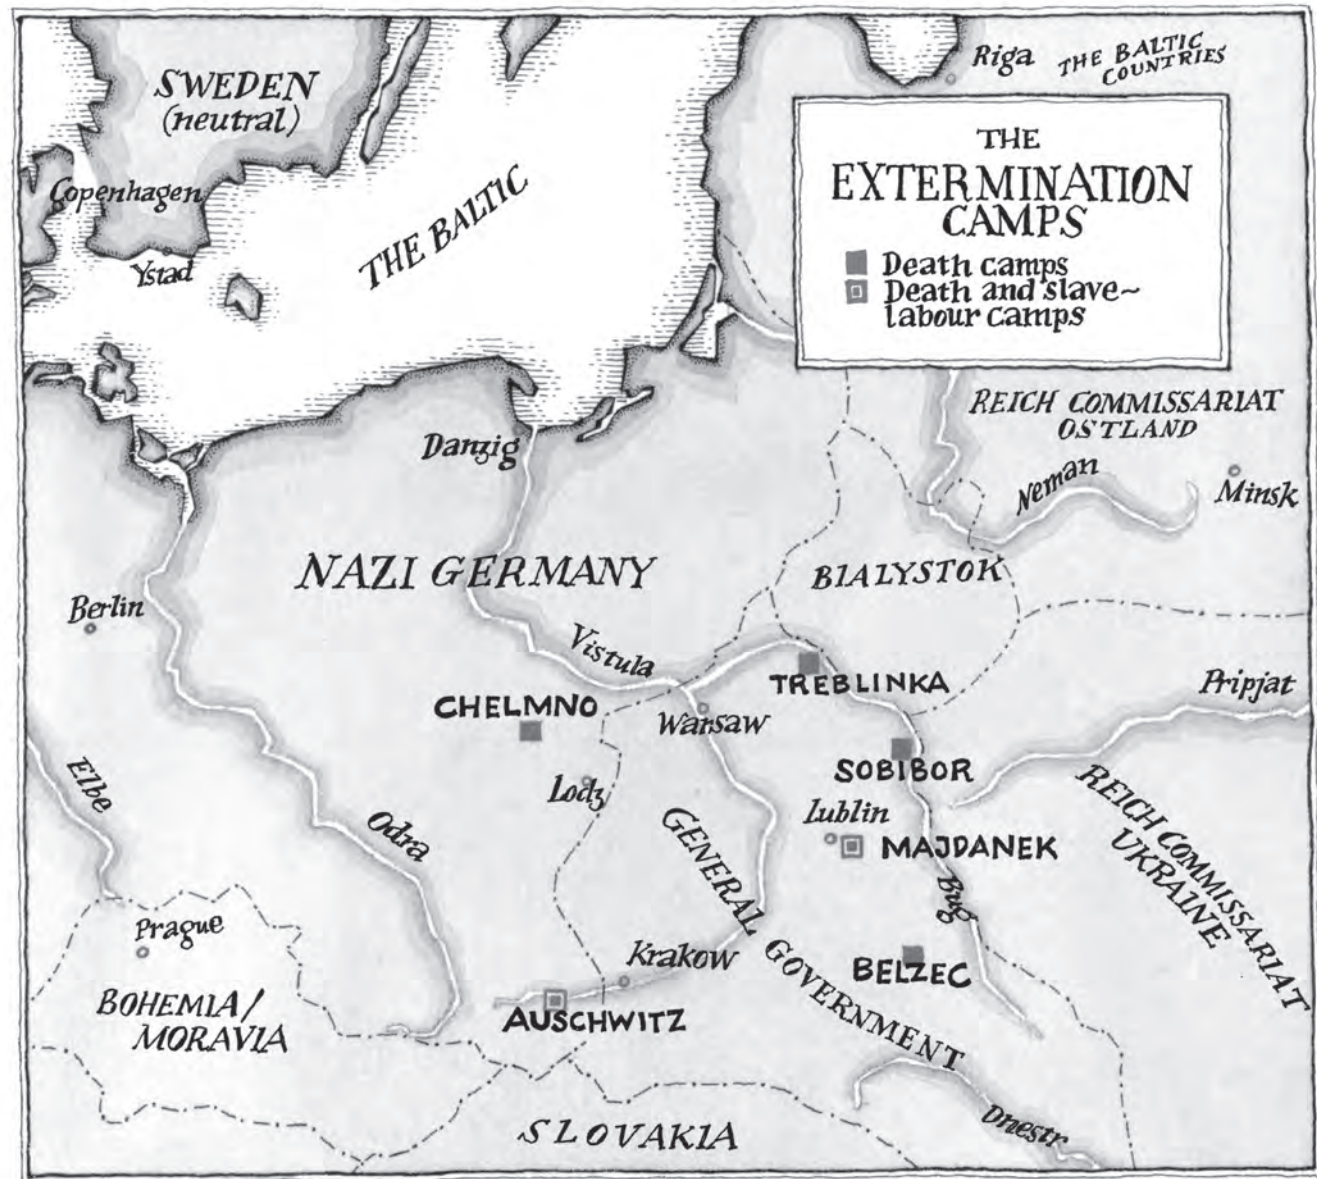 SWEDEN
(neutral)
Riga
THE BALTIC
COUNTRIES
THE
EXTERMINATION
CAMPS
Death camps
Death and slave~
labour camps
Copenhagen
Ystad
THE BALTIC
REICH COMMISSARIAT
OSTLAND
Danzig
Neman
Minsk
NAZI GERMANY
BIALYSTOK
Berlin
Vistula
TREBLINKA
Pripjat
CHELMNO
Warsaw
SOBIBOR
Elbe
Lodz
Lublin
REICH COMMISSARIAT
UKRAINE
Odra
MAJDANEK
GENERAL GOVERNMENT
Bug
Prague
Krakow
BELZEC
BOHEMIA/
MORAVIA
AUSCHWITZ
SLOVAKIA
Dnestr